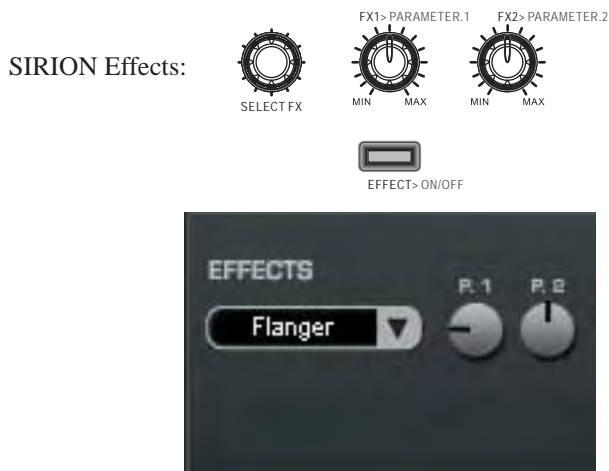 FX1> PARAMETER.1 FX2> PARAMETER.2
SIRION Effects:
SELECT FX
MIN MAX MIN MAX
EFFECT> ON/OFF
EFFECTS
P. 1 P. 2
Flanger